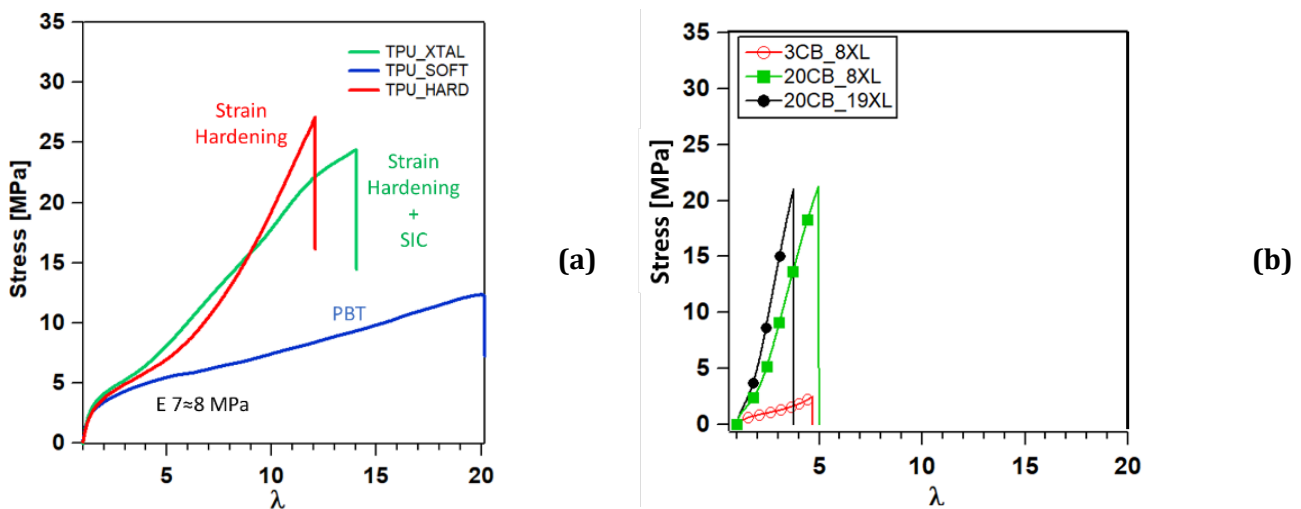 35
30
25
20
15
10
5
0
Stress [MPa]
TPU_XTAL
TPU_SOFT
TPU_HARD
Strain
Hardening
Strain
Hardening
+
SIC
PBT
E 7≈8 MPa
5
10
15
20
λ
(a)
35
30
25
20
15
10
5
0
Stress [MPa]
3CB_8XL
20CB_8XL
20CB_19XL
5
10
15
20
λ
(b)